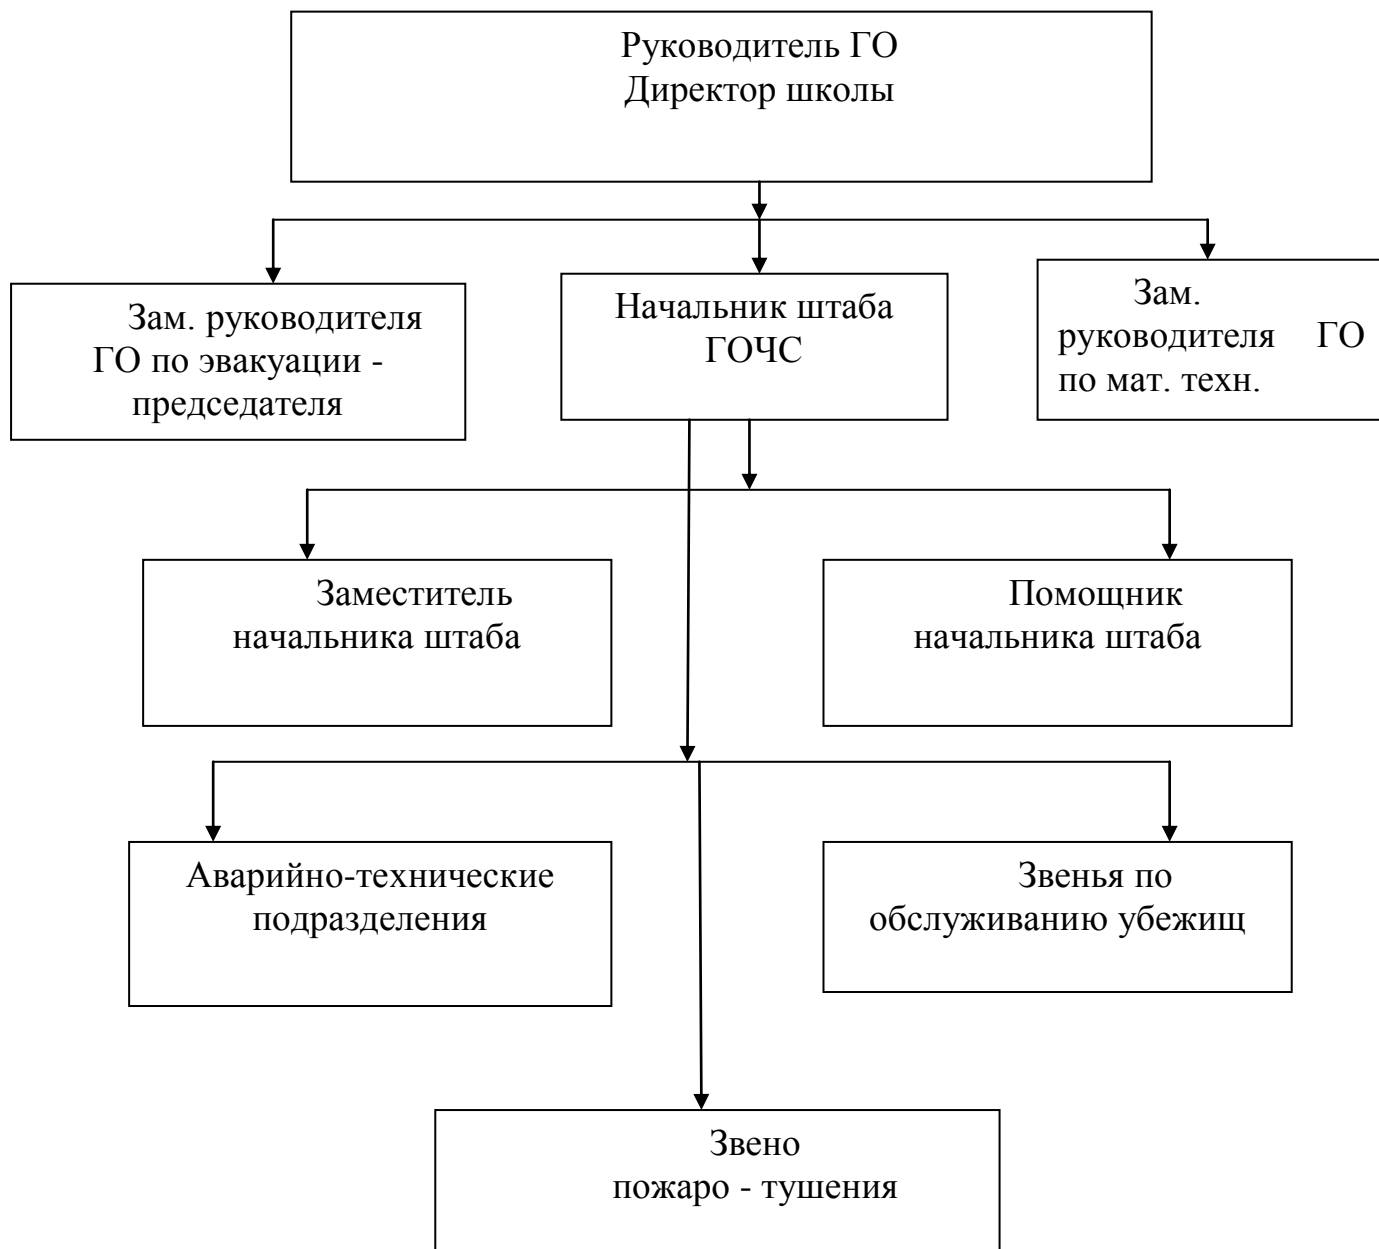 Руководитель ГО
Директор школы
Зам. руководителя
ГО по эвакуации -
председателя
Начальник штаба
ГОЧС
Зам.
руководителя ГО
по мат. техн.
Заместитель
начальника штаба
Помощник
начальника штаба
Аварийно-технические
подразделения
Звенья по
обслуживанию убежищ
Звено
пожаро - тушения